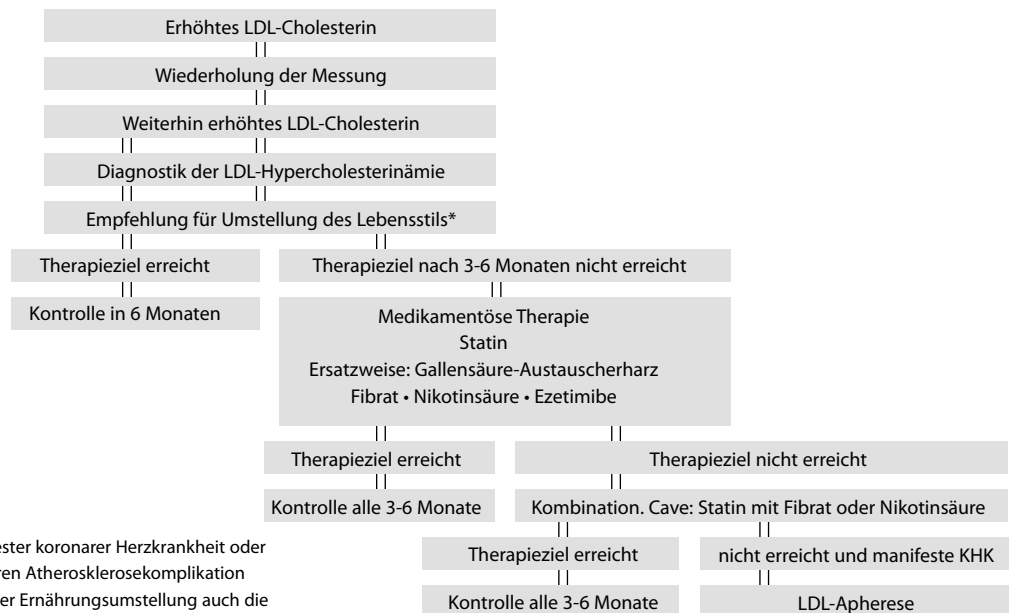 Erhöhtes LDL-Cholesterin
Wiederholung der Messung
Weiterhin erhöhtes LDL-Cholesterin
Diagnostik der LDL-Hypercholesterinämie
Empfehlung für Umstellung des Lebensstils*
Therapieziel erreicht
Therapieziel nach 3-6 Monaten nicht erreicht
Kontrolle in 6 Monaten
Medikamentöse Therapie
Statin
Ersatzweise: Gallensäure-Austauscherharz
Fibrat • Nikotinsäure • Ezetimibe
Therapieziel erreicht
Therapieziel nicht erreicht
Kontrolle alle 3-6 Monate
Kombination. Cave: Statin mit Fibrat oder Nikotinsäure
Therapieziel erreicht
nicht erreicht und manifeste KHK
Kontrolle alle 3-6 Monate
LDL-Apherese
ester koronarer Herzkrankheit oder
ren Atherosklerosekomplikation
er Ernährungsumstellung auch die